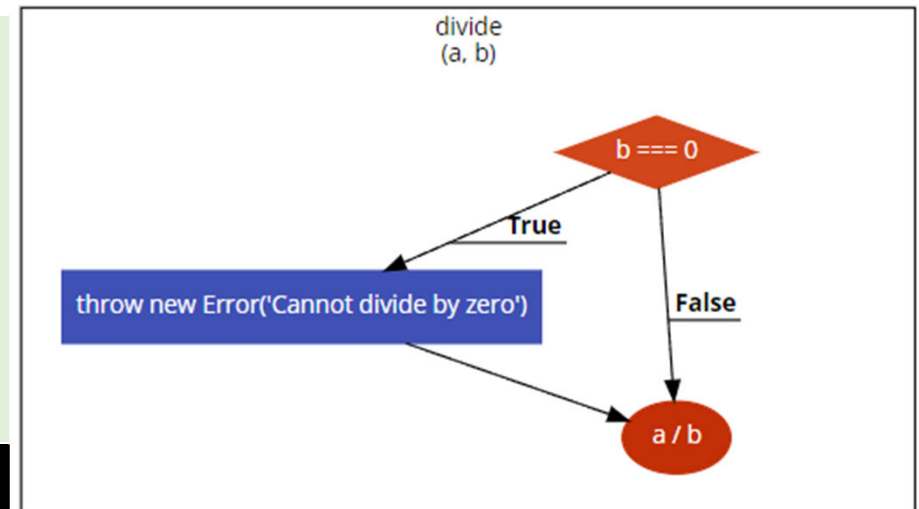 divide
(a, b)
b === 0
True
throw new Error('Cannot divide by zero')
False
a / b